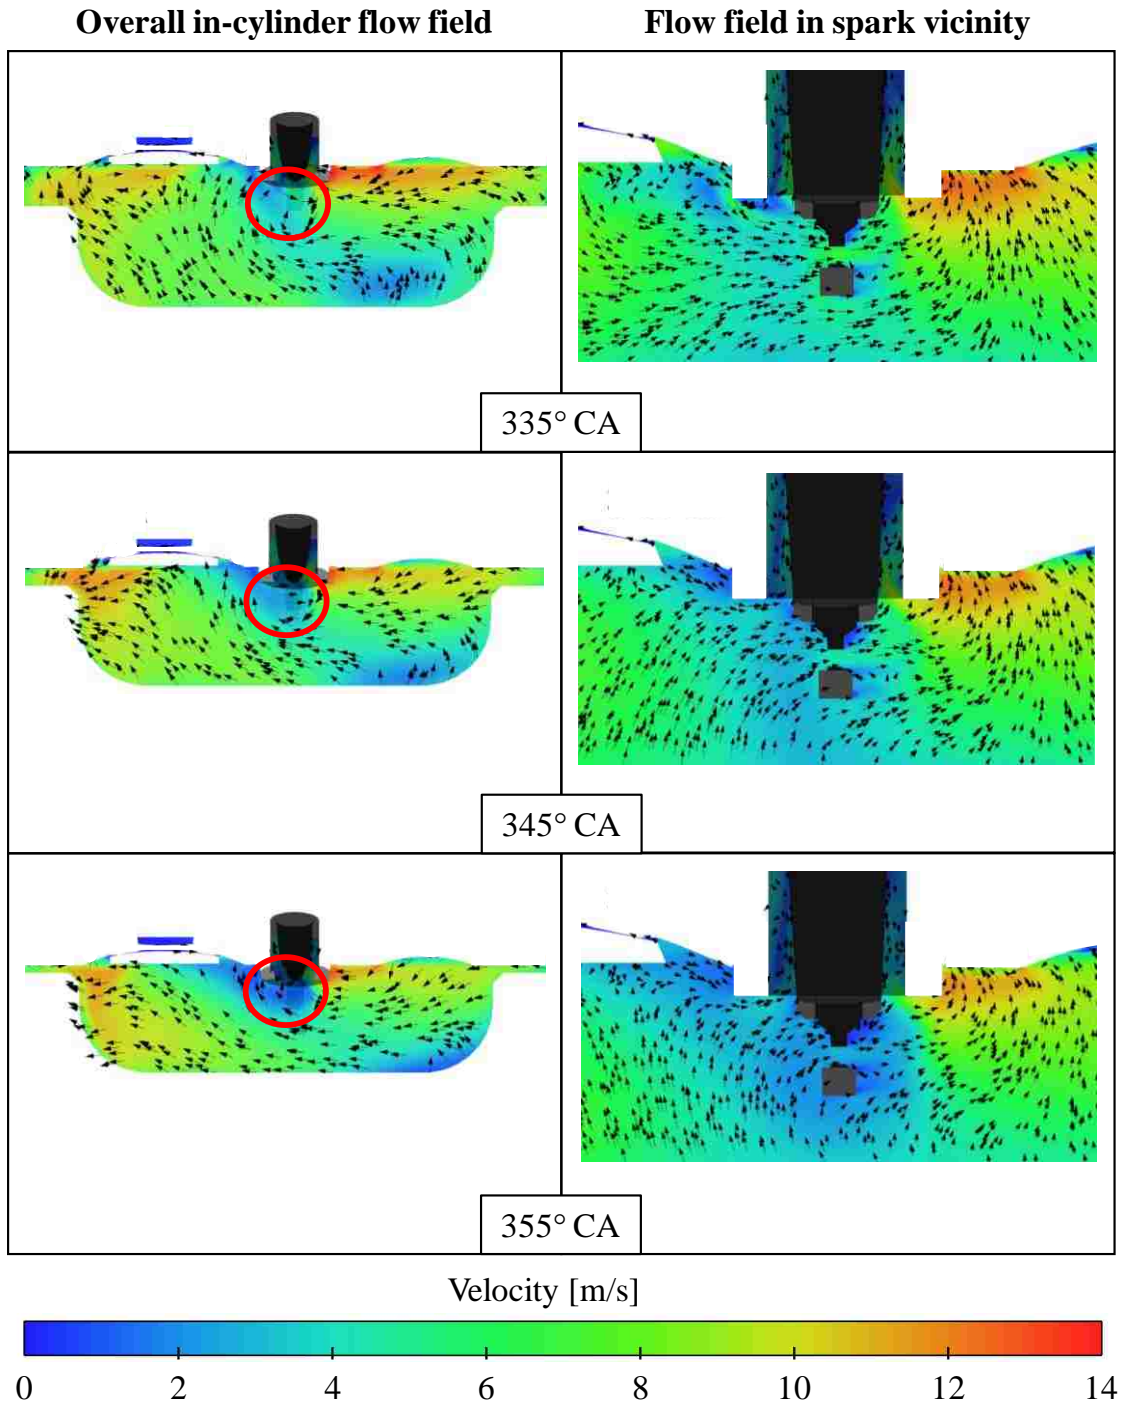 Overall in-cylinder flow field
Flow field in spark vicinity
335° CA
345° CA
355° CA
Velocity [m/s]
0 2 4 6 8 10 12 14